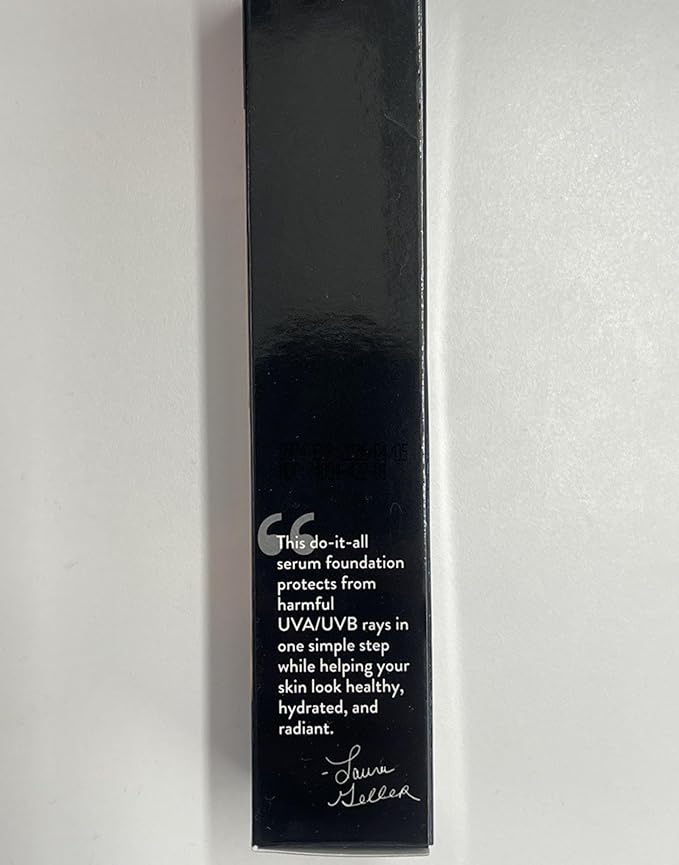 “
This do-it-all
serum foundation
protects from
harmful
UVA/UVB rays in
one simple step
while helping your
skin look healthy,
hydrated, and
radiant.
- Laura
Geller